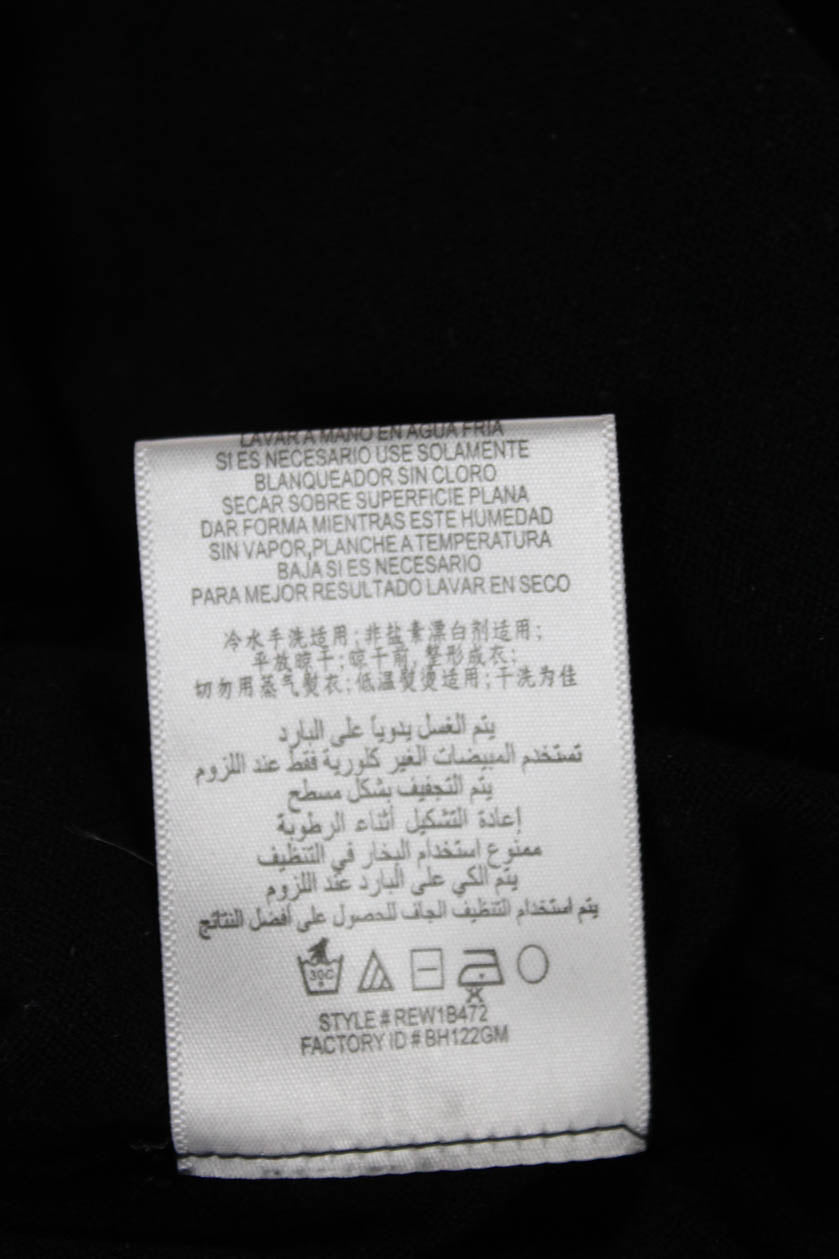 LAVAR A MANO EN AGUA FRIA
SI ES NECESARIO USE SOLAMENTE
BLANQUEADOR SIN CLORO
SECAR SOBRE SUPERFICIE PLANA
DAR FORMA MIENTRAS ESTE HUMEDAD
SIN VAPOR,PLANCHE A TEMPERATURA
BAJA SI ES NECESARIO
PARA MEJOR RESULTADO LAVAR EN SECO
冷水手洗适用;非盐素漂白剂适用;
平放晾干;晾干前,整形成衣;
切勿用蒸气熨衣;低温熨烫适用;干洗为佳
يتم الغسل يدوياً على البارد
تستخدم المبيضات الغير كلورية فقط عند اللزوم
يتم التجفيف بشكل مسطح
إعادة التشكيل أثناء الرطوبة
ممنوع استخدام البخار في التنظيف
يتم الكي على البارد عند اللزوم
يتم استخدام التنظيف الجاف للحصول على أفضل النتائج
30C
STYLE # REW1B472
FACTORY ID # BH122GM